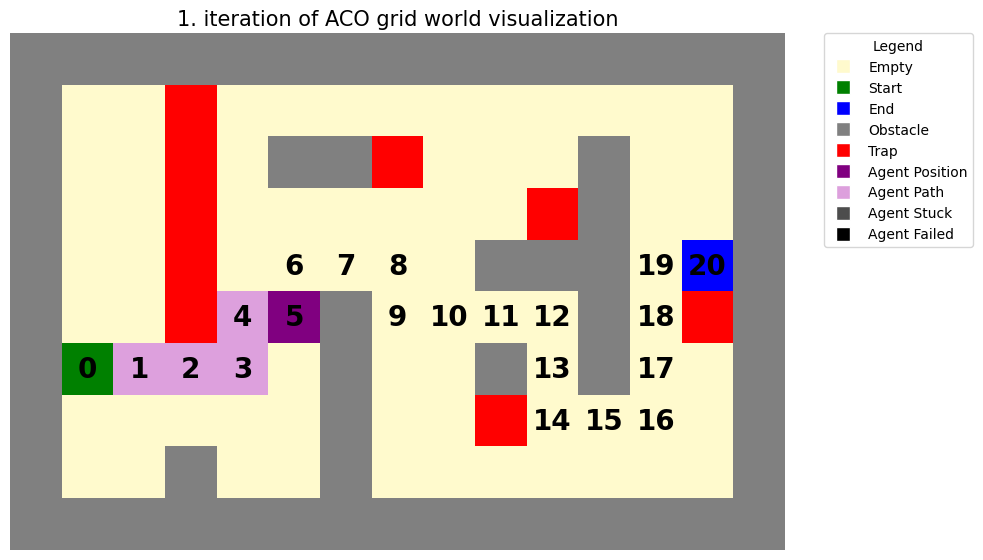 1. iteration of ACO grid world visualization
Legend
Empty
Start
End
Obstacle
Trap
Agent Position
Agent Path
Agent Stuck
Agent Failed
6 7 8 19 20
4 5 9 10 11 12 18
0 1 2 3 13 17
14 15 16